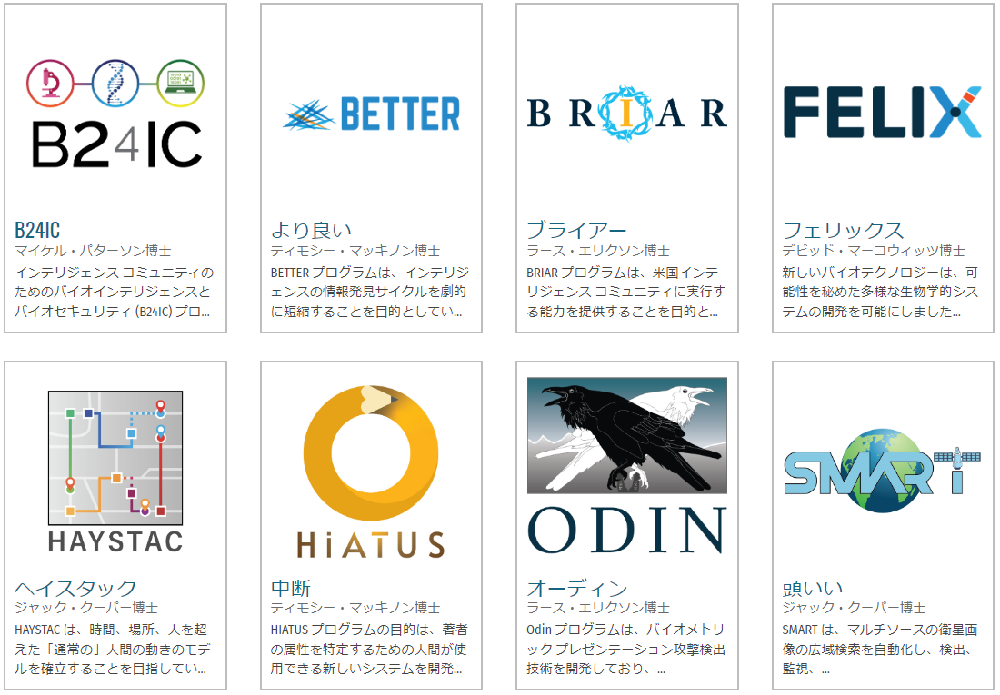 B24IC
B24IC
マイケル・パターソン博士
インテリジェンス コミュニティの
ためのバイオインテリジェンスと
バイオセキュリティ (B24IC) プロ...
BETTER
より良い
ティモシー・マッキノン博士
BETTER プログラムは、インテリジ
ェンスの情報発見サイクルを劇的
に短縮することを目的としてい...
BRIAR
ブライアー
ラース・エリクソン博士
BRIAR プログラムは、米国インテ
リジェンス コミュニティに実行す
る能力を提供することを目的と...
FELIX
フェリックス
デビッド・マーコウィッツ博士
新しいバイオテクノロジーは、可
能性を秘めた多様な生物学的シス
テムの開発を可能にしました...
HAYSTAC
ヘイスタック
ジャック・クーパー博士
HAYSTAC は、時間、場所、人を超
えた「通常の」人間の動きのモデ
ルを確立することを目指してい...
HiATUS
中断
ティモシー・マッキノン博士
HIATUS プログラムの目的は、著者
の属性を特定するための人間が使
用できる新しいシステムを開発...
ODIN
オーディン
ラース・エリクソン博士
Odin プログラムは、バイオメトリ
ック プレゼンテーション攻撃検出
技術を開発しており、...
SMART
頭いい
ジャック・クーパー博士
SMART は、マルチソースの衛星画
像の広域検索を自動化し、検出、
監視、...